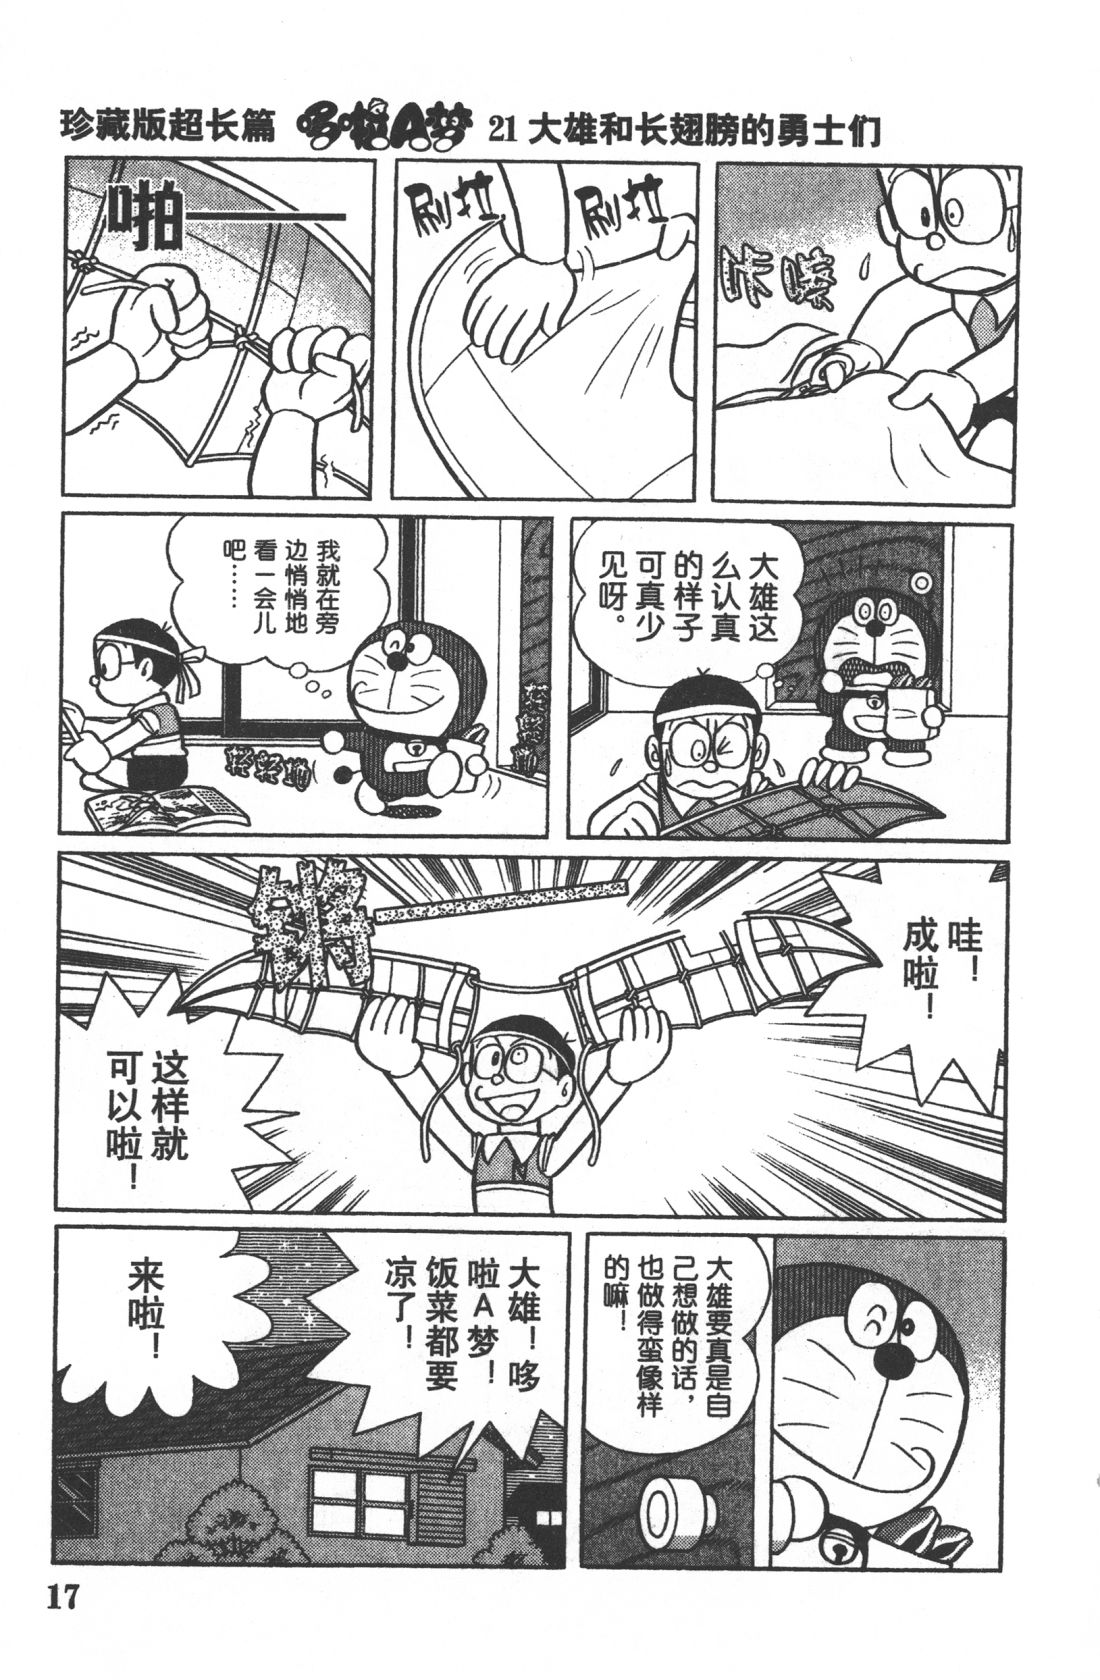 珍藏版超长篇 哆啦A梦 21 大雄和长翅膀的勇士们
刷拉
刷拉
啪——
大雄这
么认真
的样子
可真少
见呀。
我就在旁
边悄悄地
看一会儿
吧……
轻轻地
哇！
成啦！
锵—
这样就
可以啦！
大雄要真是自
己想做的话，
也做得蛮像样
的嘛！
大雄！哆
啦A梦！
饭菜都要
凉了！
来啦！
17